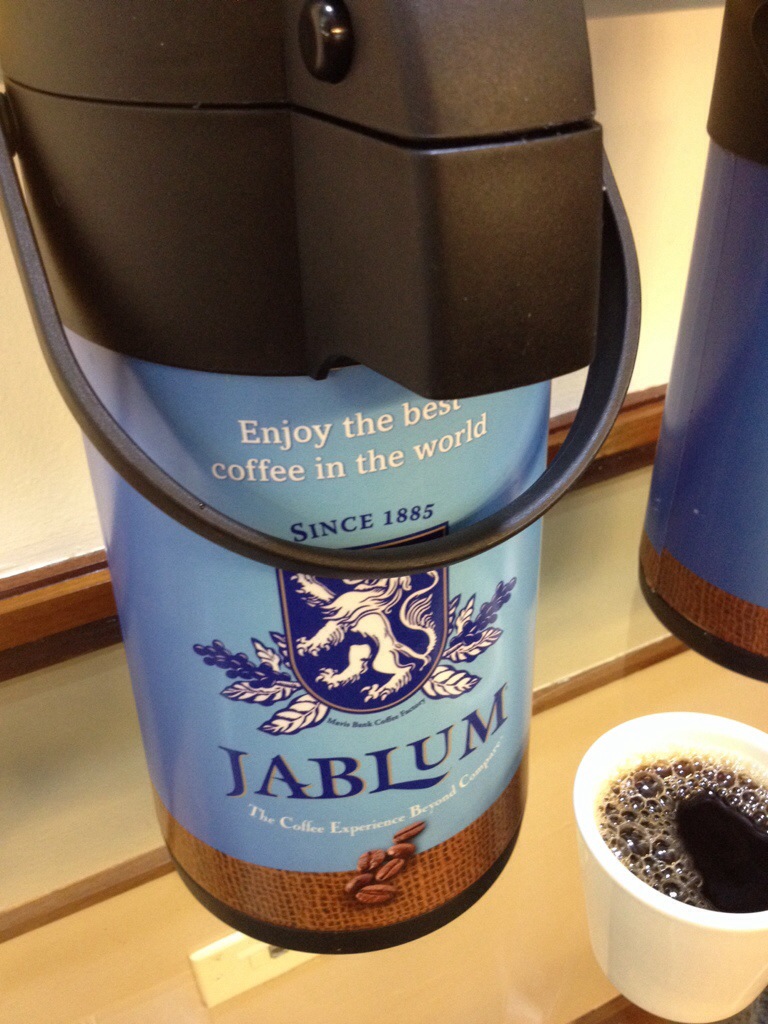 Enjoy the best
coffee in the world
SINCE 1885
Mavis Bank Coffee Factory
JABLUM
The Coffee Experience Beyond Compare.